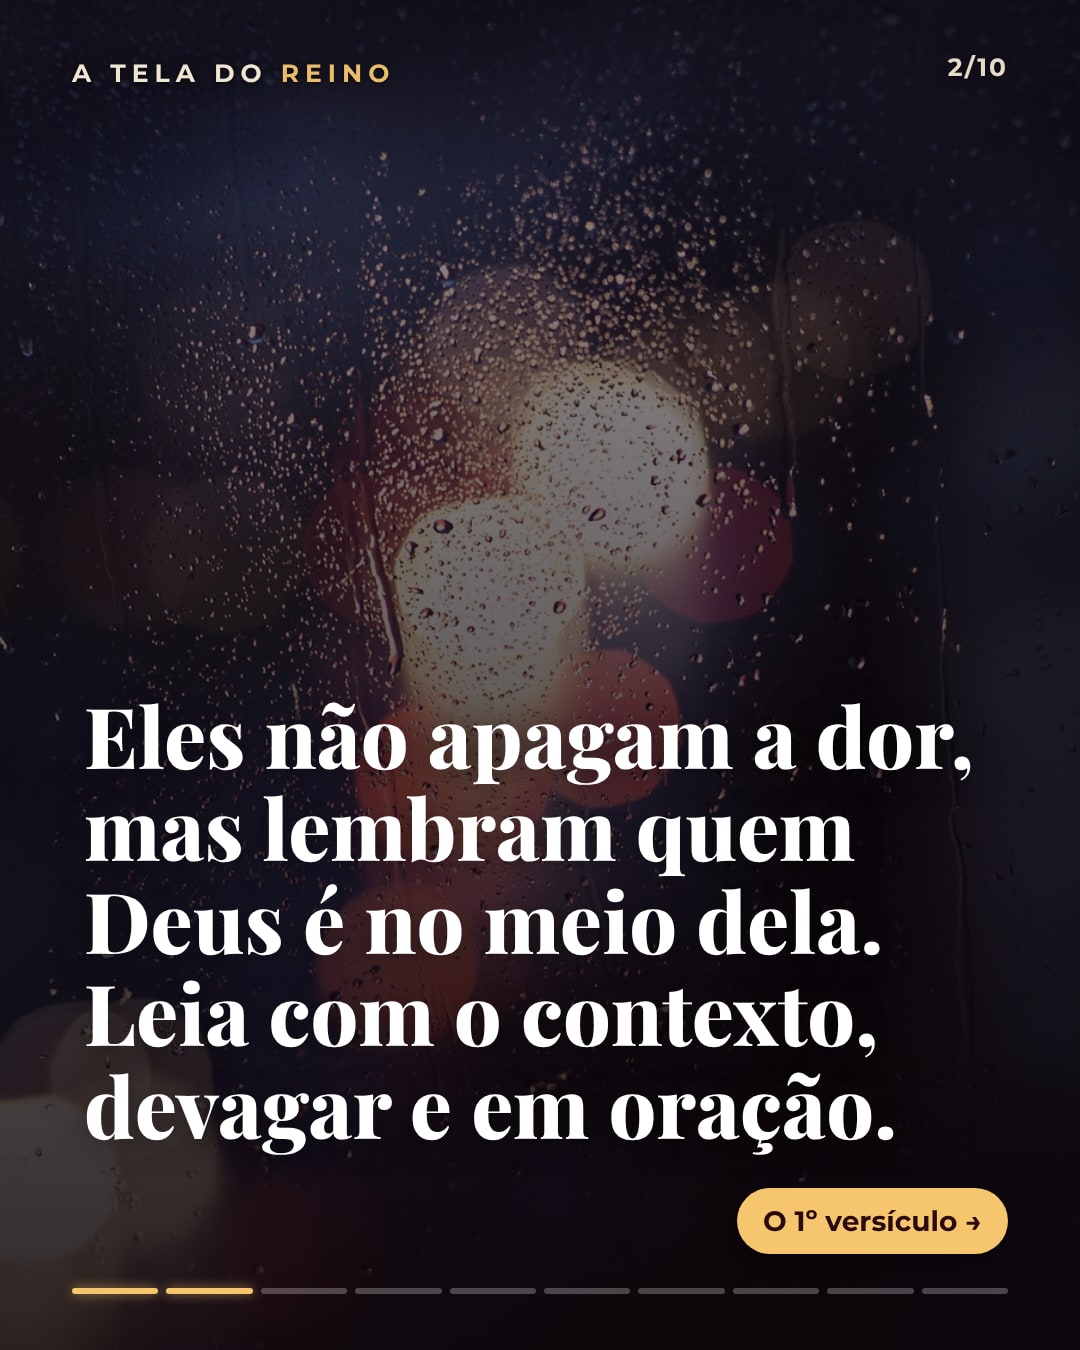 A TELA DO REINO
2/10
Eles não apagam a dor,
mas lembram quem
Deus é no meio dela.
Leia com o contexto,
devagar e em oração.
O 1º versículo →